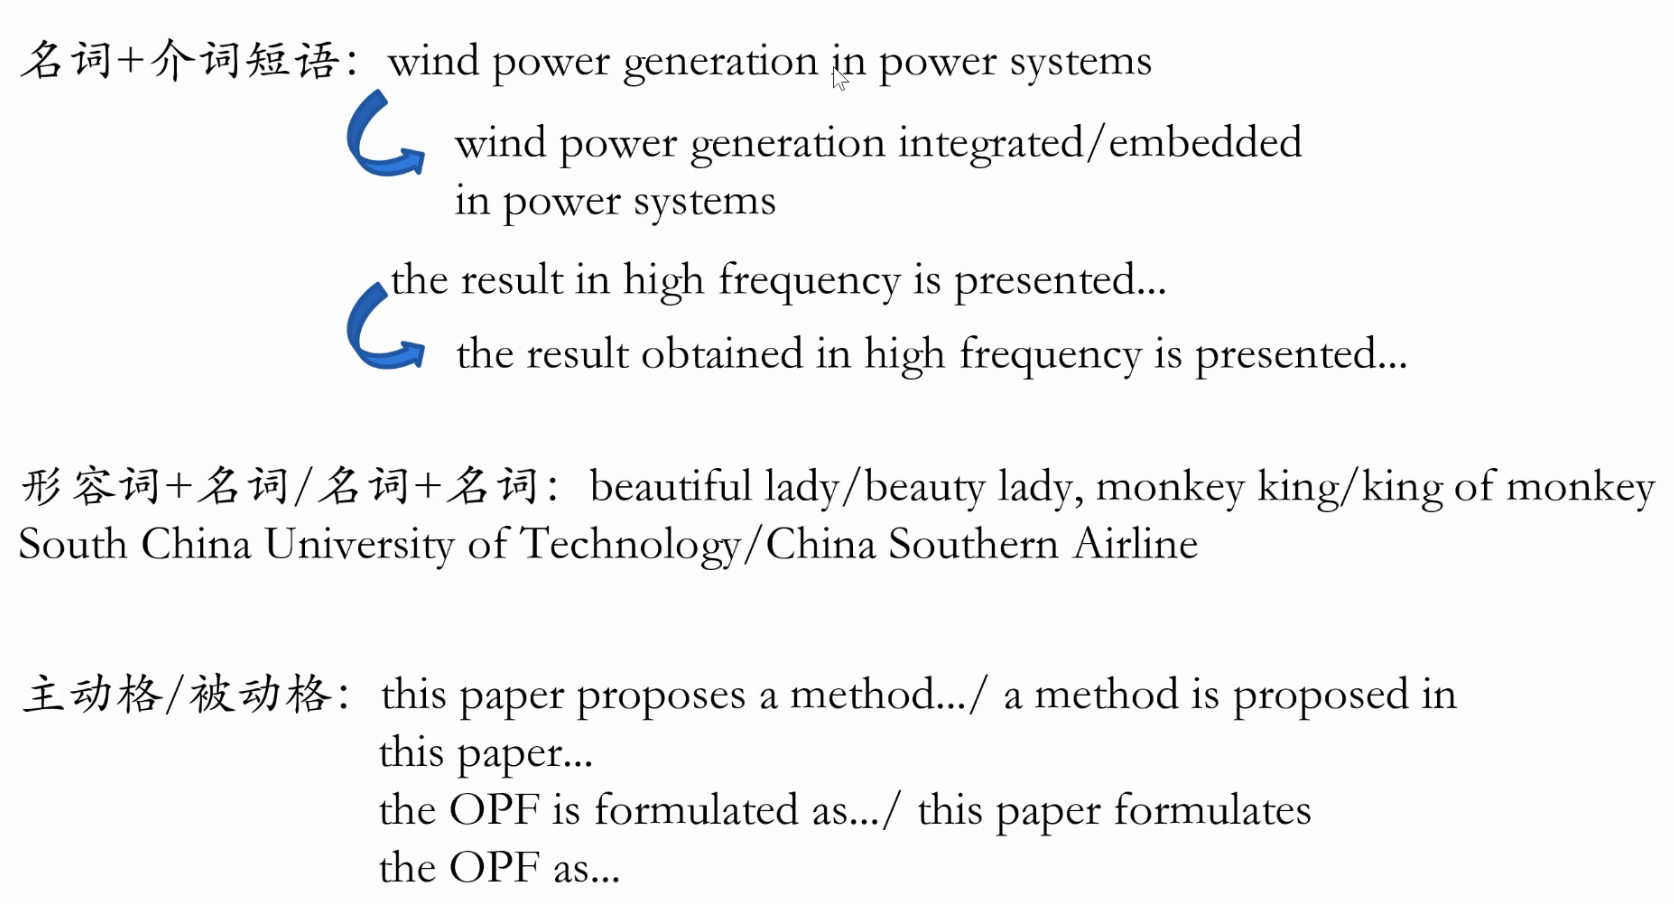 名词+介词短语：wind power generation in power systems
wind power generation integrated/embedded
in power systems
the result in high frequency is presented...
the result obtained in high frequency is presented...
形容词+名词/名词+名词：beautiful lady/beauty lady, monkey king/king of monkey
South China University of Technology/China Southern Airline
主动格/被动格：this paper proposes a method.../ a method is proposed in
this paper...
the OPF is formulated as.../ this paper formulates
the OPF as...